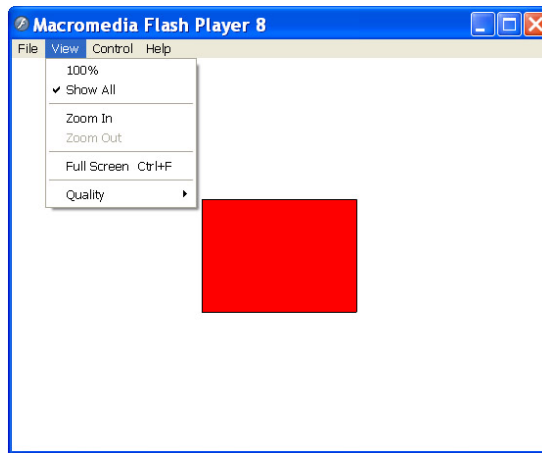 Macromedia Flash Player 8
File View Control Help
100%
Show All
Zoom In
Zoom Out
Full Screen Ctrl+F
Quality